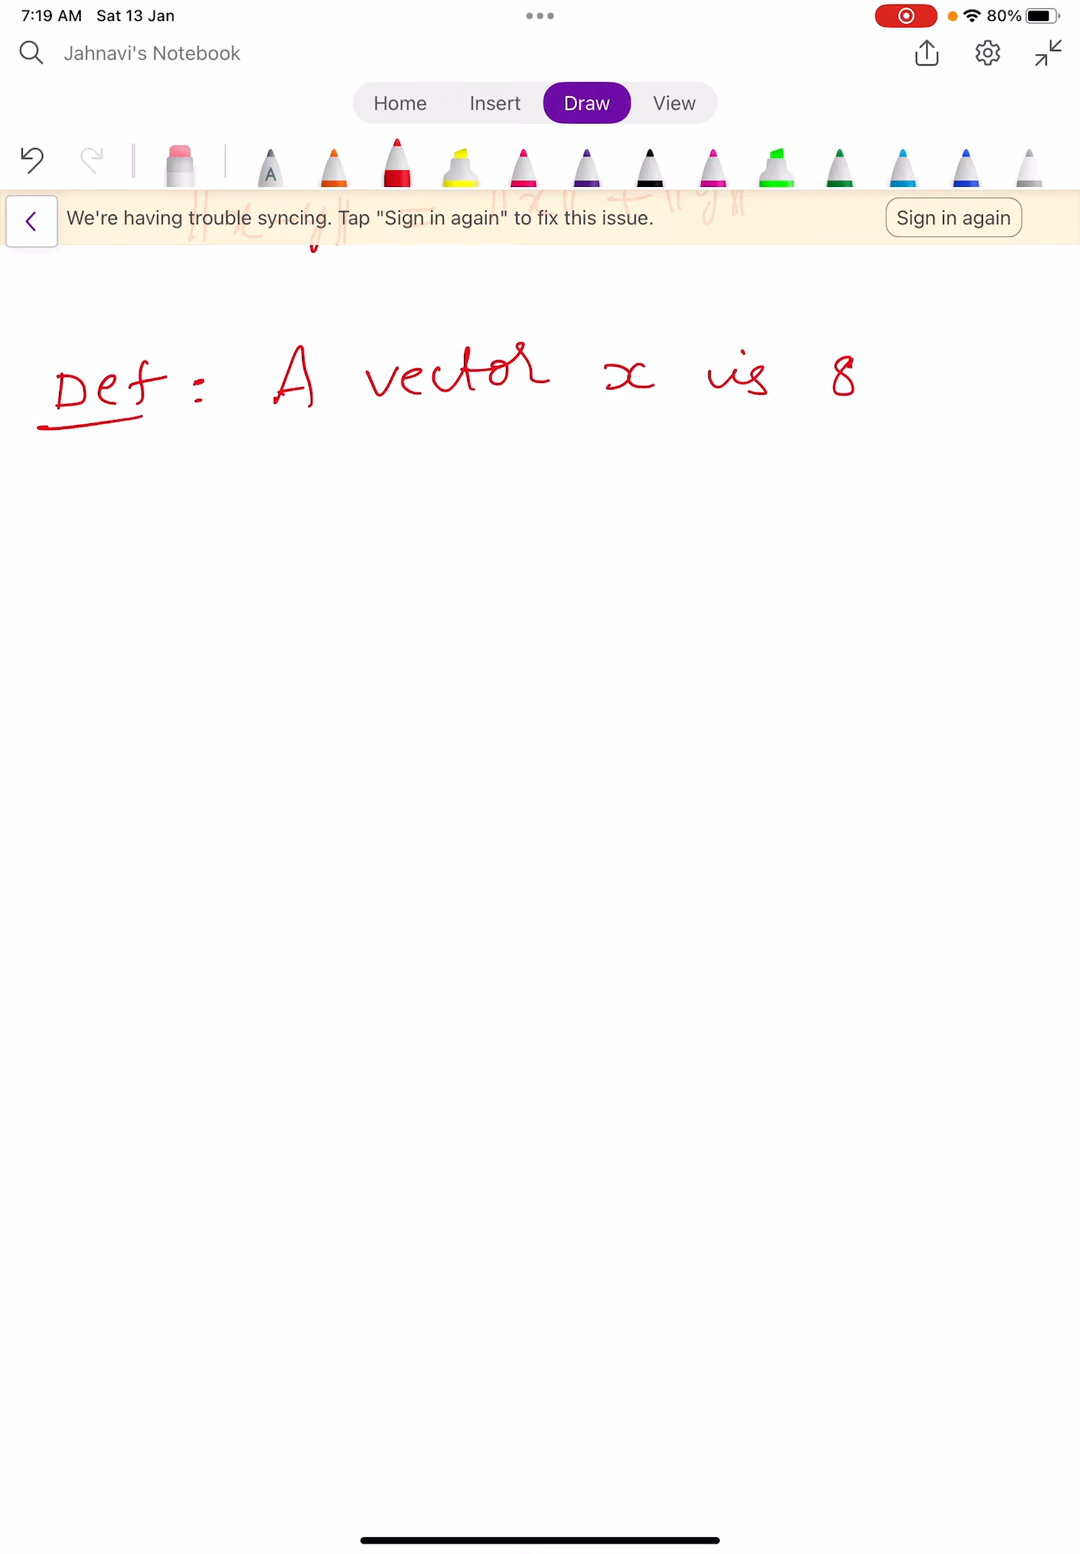 7:19 AM Sat 13 Jan
80%
Jahnavi's Notebook
Home Insert Draw View
A
We're having trouble syncing. Tap "Sign in again" to fix this issue. Sign in again
Def : A vector x is 8